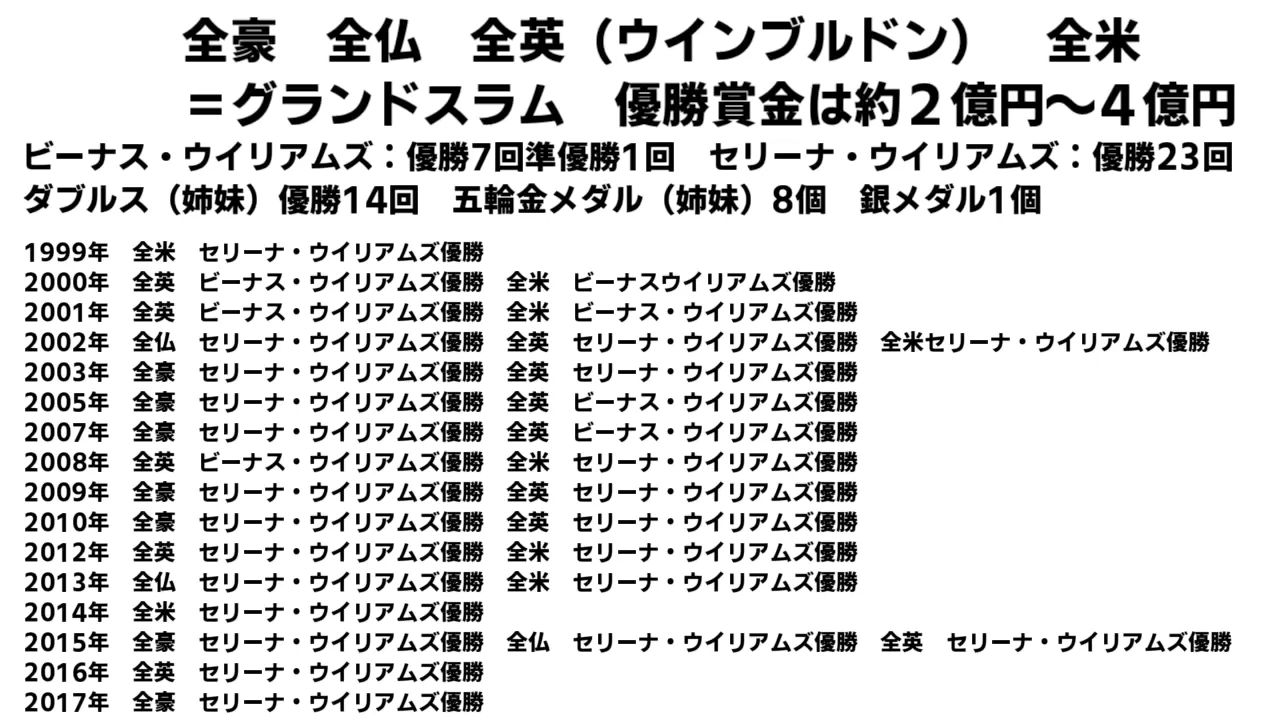 全豪　全仏　全英（ウインブルドン）　全米
＝グランドスラム　優勝賞金は約２億円～４億円
ビーナス・ウイリアムズ：優勝7回準優勝1回　セリーナ・ウイリアムズ：優勝23回
ダブルス（姉妹）優勝14回　五輪金メダル（姉妹）8個　銀メダル1個
1999年　全米　セリーナ・ウイリアムズ優勝
2000年　全英　ビーナス・ウイリアムズ優勝　全米　ビーナスウイリアムズ優勝
2001年　全英　ビーナス・ウイリアムズ優勝　全米　ビーナス・ウイリアムズ優勝
2002年　全仏　セリーナ・ウイリアムズ優勝　全英　セリーナ・ウイリアムズ優勝　全米セリーナ・ウイリアムズ優勝
2003年　全豪　セリーナ・ウイリアムズ優勝　全英　セリーナ・ウイリアムズ優勝
2005年　全豪　セリーナ・ウイリアムズ優勝　全英　ビーナス・ウイリアムズ優勝
2007年　全豪　セリーナ・ウイリアムズ優勝　全英　ビーナス・ウイリアムズ優勝
2008年　全英　ビーナス・ウイリアムズ優勝　全米　セリーナ・ウイリアムズ優勝
2009年　全豪　セリーナ・ウイリアムズ優勝　全英　セリーナ・ウイリアムズ優勝
2010年　全豪　セリーナ・ウイリアムズ優勝　全英　セリーナ・ウイリアムズ優勝
2012年　全英　セリーナ・ウイリアムズ優勝　全米　セリーナ・ウイリアムズ優勝
2013年　全仏　セリーナ・ウイリアムズ優勝　全米　セリーナ・ウイリアムズ優勝
2014年　全米　セリーナ・ウイリアムズ優勝
2015年　全豪　セリーナ・ウイリアムズ優勝　全仏　セリーナ・ウイリアムズ優勝　全英　セリーナ・ウイリアムズ優勝
2016年　全英　セリーナ・ウイリアムズ優勝
2017年　全豪　セリーナ・ウイリアムズ優勝